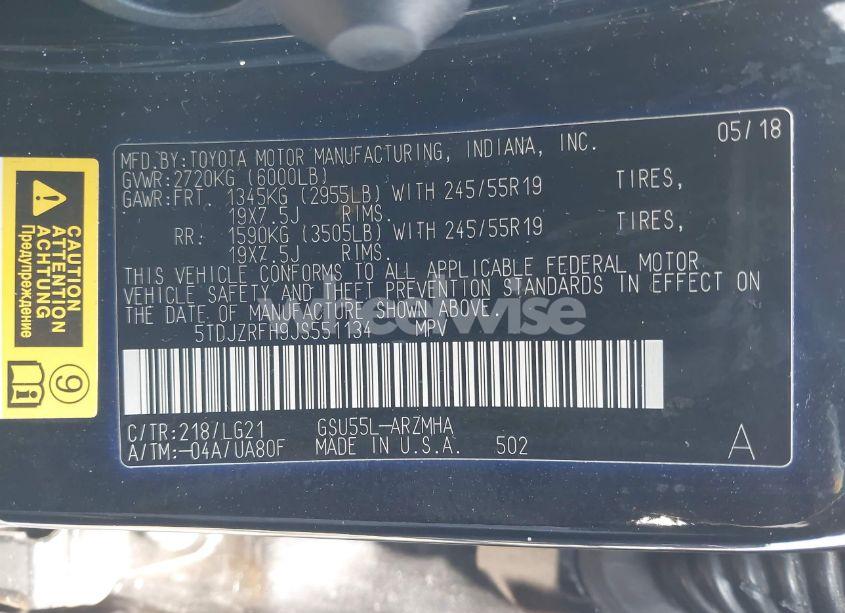 05/18
MFD.BY:TOYOTA MOTOR MANUFACTURING, INDIANA, INC.
GVWR:2720KG (6000LB)
GAWR:FRT. 1345KG (2955LB) WITH 245/55R19 TIRES,
19X7.5J RIMS.
RR. 1590KG (3505LB) WITH 245/55R19 TIRES,
19X7.5J RIMS.
THIS VEHICLE CONFORMS TO ALL APPLICABLE FEDERAL MOTOR
VEHICLE SAFETY AND THEFT PREVENTION STANDARDS IN EFFECT ON
THE DATE OF MANUFACTURE SHOWN ABOVE.
5TDJZRFH9JS551134 MPV
C/TR:218/LG21 GSU55L-ARZMHA
A/TM:-04A/UA80F MADE IN U.S.A. 502 A
CAUTION
ATTENTION
ACHTUNG
Предупреждение
9
wheelwise